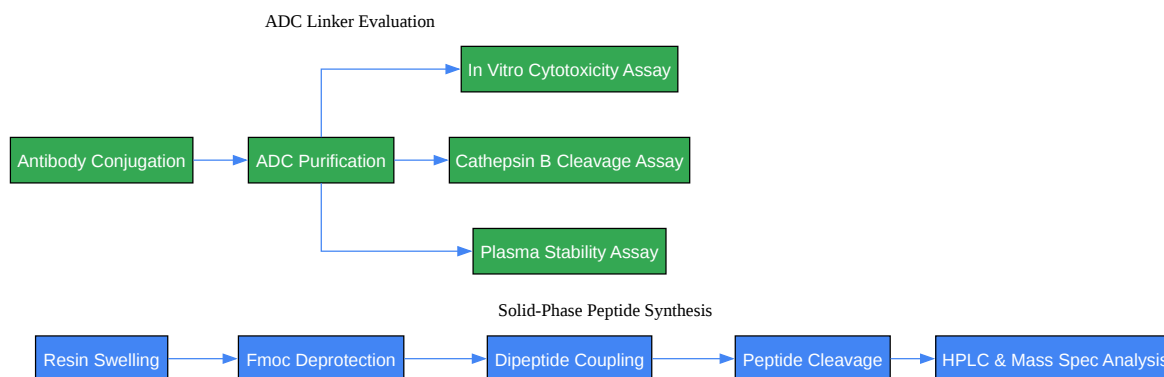 ADC Linker Evaluation
In Vitro Cytotoxicity Assay
Antibody Conjugation
ADC Purification
Cathepsin B Cleavage Assay
Plasma Stability Assay
Solid-Phase Peptide Synthesis
Resin Swelling
Fmoc Deprotection
Dipeptide Coupling
Peptide Cleavage
HPLC & Mass Spec Analysis